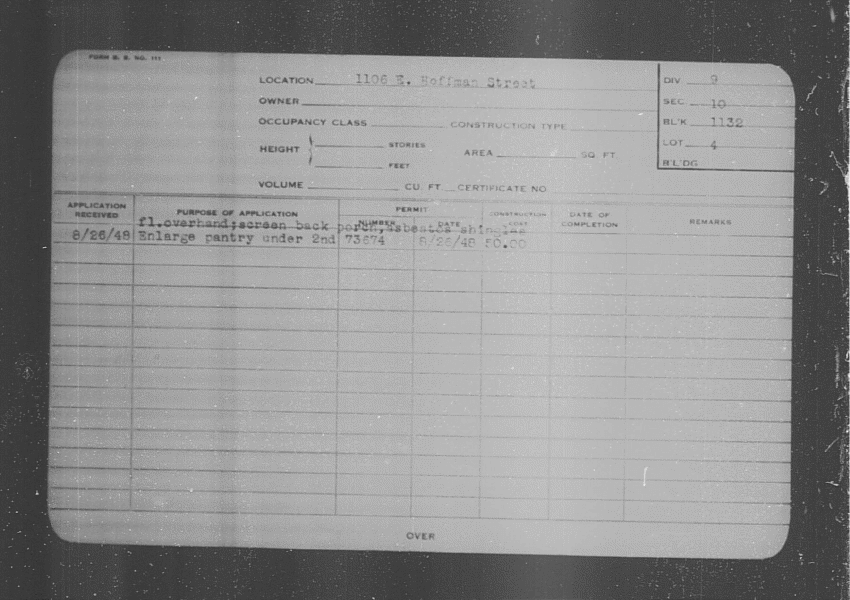 FORM B. B. NO. 111
LOCATION 1106 E. Hoffman Street
OWNER
OCCUPANCY CLASS CONSTRUCTION TYPE
HEIGHT STORIES
FEET
AREA SQ. FT.
VOLUME CU. FT. CERTIFICATE NO
DIV. 9
SEC. 10
BL'K 1132
LOT 4
B'L'DG
APPLICATION RECEIVED PURPOSE OF APPLICATION PERMIT NUMBER DATE CONSTRUCTION COST DATE OF COMPLETION REMARKS
fl.overhand;screen back porch,asbestos shingles
8/26/48 Enlarge pantry under 2nd 73674 8/26/48 50.00
OVER